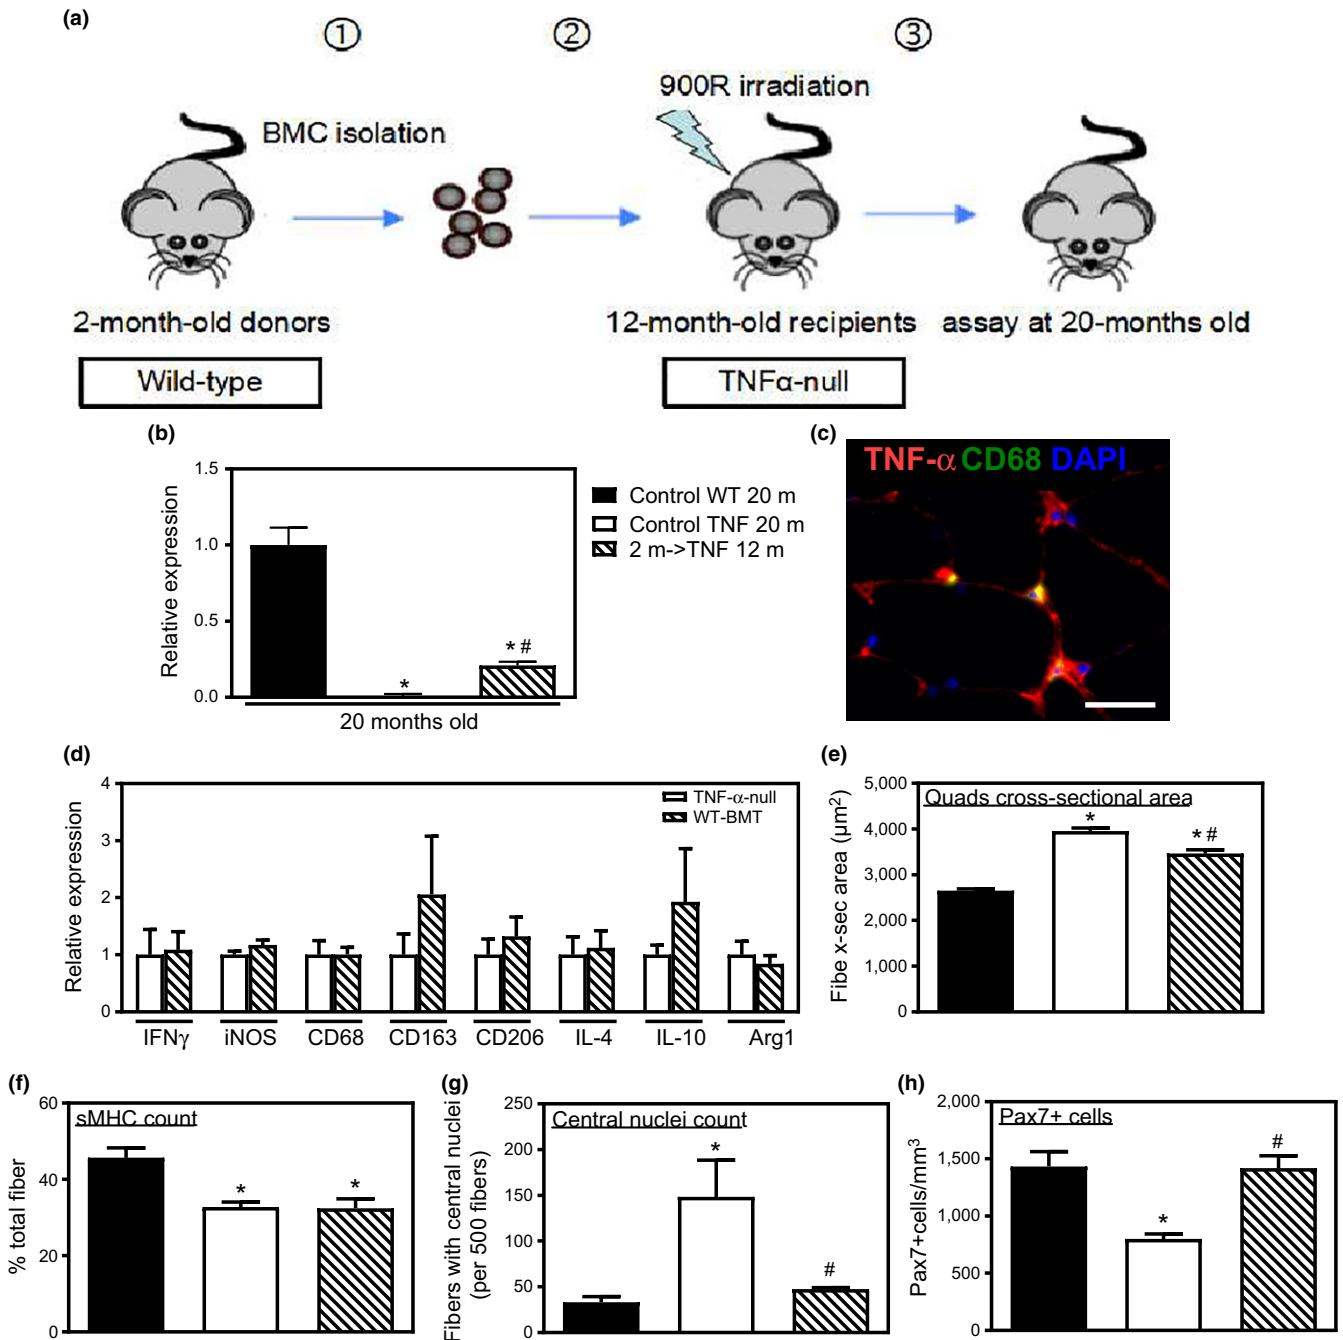 (a)
① ② ③
900R irradiation
BMC isolation
2-month-old donors
12-month-old recipients
assay at 20-months old
Wild-type
TNFα-null
(b)
Relative expression
1.5
1.0
0.5
0.0
*
* #
20 months old
Control WT 20 m
Control TNF 20 m
2 m->TNF 12 m
(c)
TNF-α CD68 DAPI
(d)
Relative expression
4
3
2
1
0
TNF-α-null
WT-BMT
IFNγ iNOS CD68 CD163 CD206 IL-4 IL-10 Arg1
(e)
Fibe x-sec area (µm²)
5,000
4,000
3,000
2,000
1,000
0
Quads cross-sectional area
*
* #
(f)
% total fiber
60
40
20
0
sMHC count
*
*
(g)
Fibers with central nuclei
(per 500 fibers)
250
200
150
100
50
0
Central nuclei count
*
#
(h)
Pax7+cells/mm³
2,000
1,500
1,000
500
0
Pax7+ cells
*
#